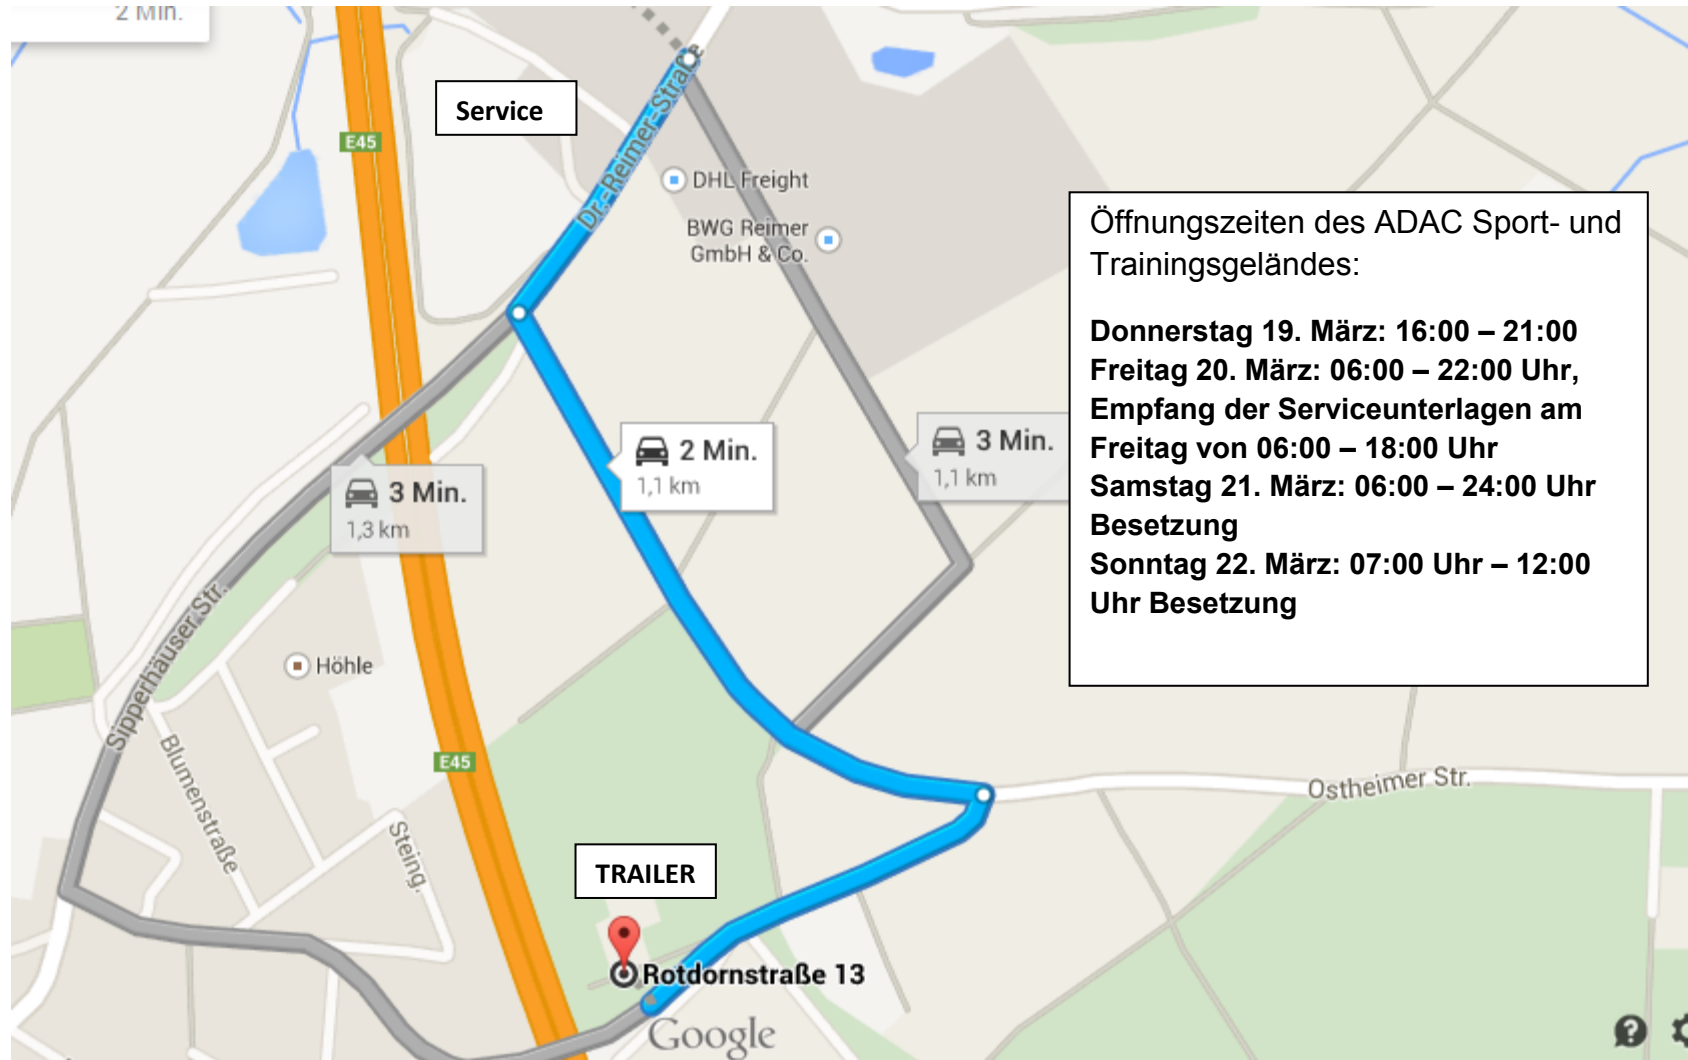 2 Min.
Service
E45
Dr.-Reimer-Straße
DHL Freight
BWG Reimer
GmbH & Co.
Öffnungszeiten des ADAC Sport- und
Trainingsgeländes:
Donnerstag 19. März: 16:00 – 21:00
Freitag 20. März: 06:00 – 22:00 Uhr,
Empfang der Serviceunterlagen am
Freitag von 06:00 – 18:00 Uhr
Samstag 21. März: 06:00 – 24:00 Uhr
Besetzung
Sonntag 22. März: 07:00 Uhr – 12:00
Uhr Besetzung
2 Min.
1,1 km
3 Min.
1,1 km
3 Min.
1,3 km
Sipperhäuser Str.
Höhle
Blumenstraße
E45
Steing.
Ostheimer Str.
TRAILER
Rotdornstraße 13
Google
?